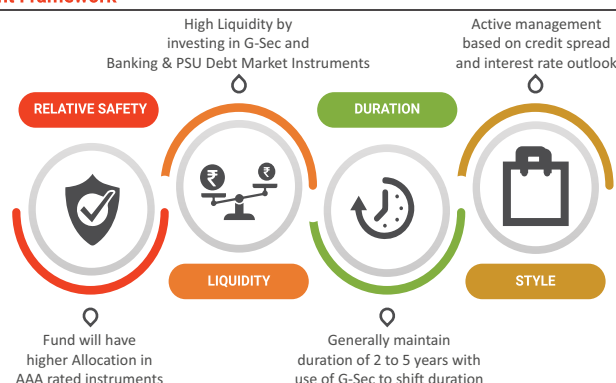 Framework
High Liquidity by
investing in G-Sec and
Banking & PSU Debt Market Instruments
Active management
based on credit spread
and interest rate outlook
RELATIVE SAFETY
DURATION
₹
₹
LIQUIDITY
STYLE
Fund will have
higher Allocation in
AAA rated instruments
Generally maintain
duration of 2 to 5 years with
use of G-Sec to shift duration